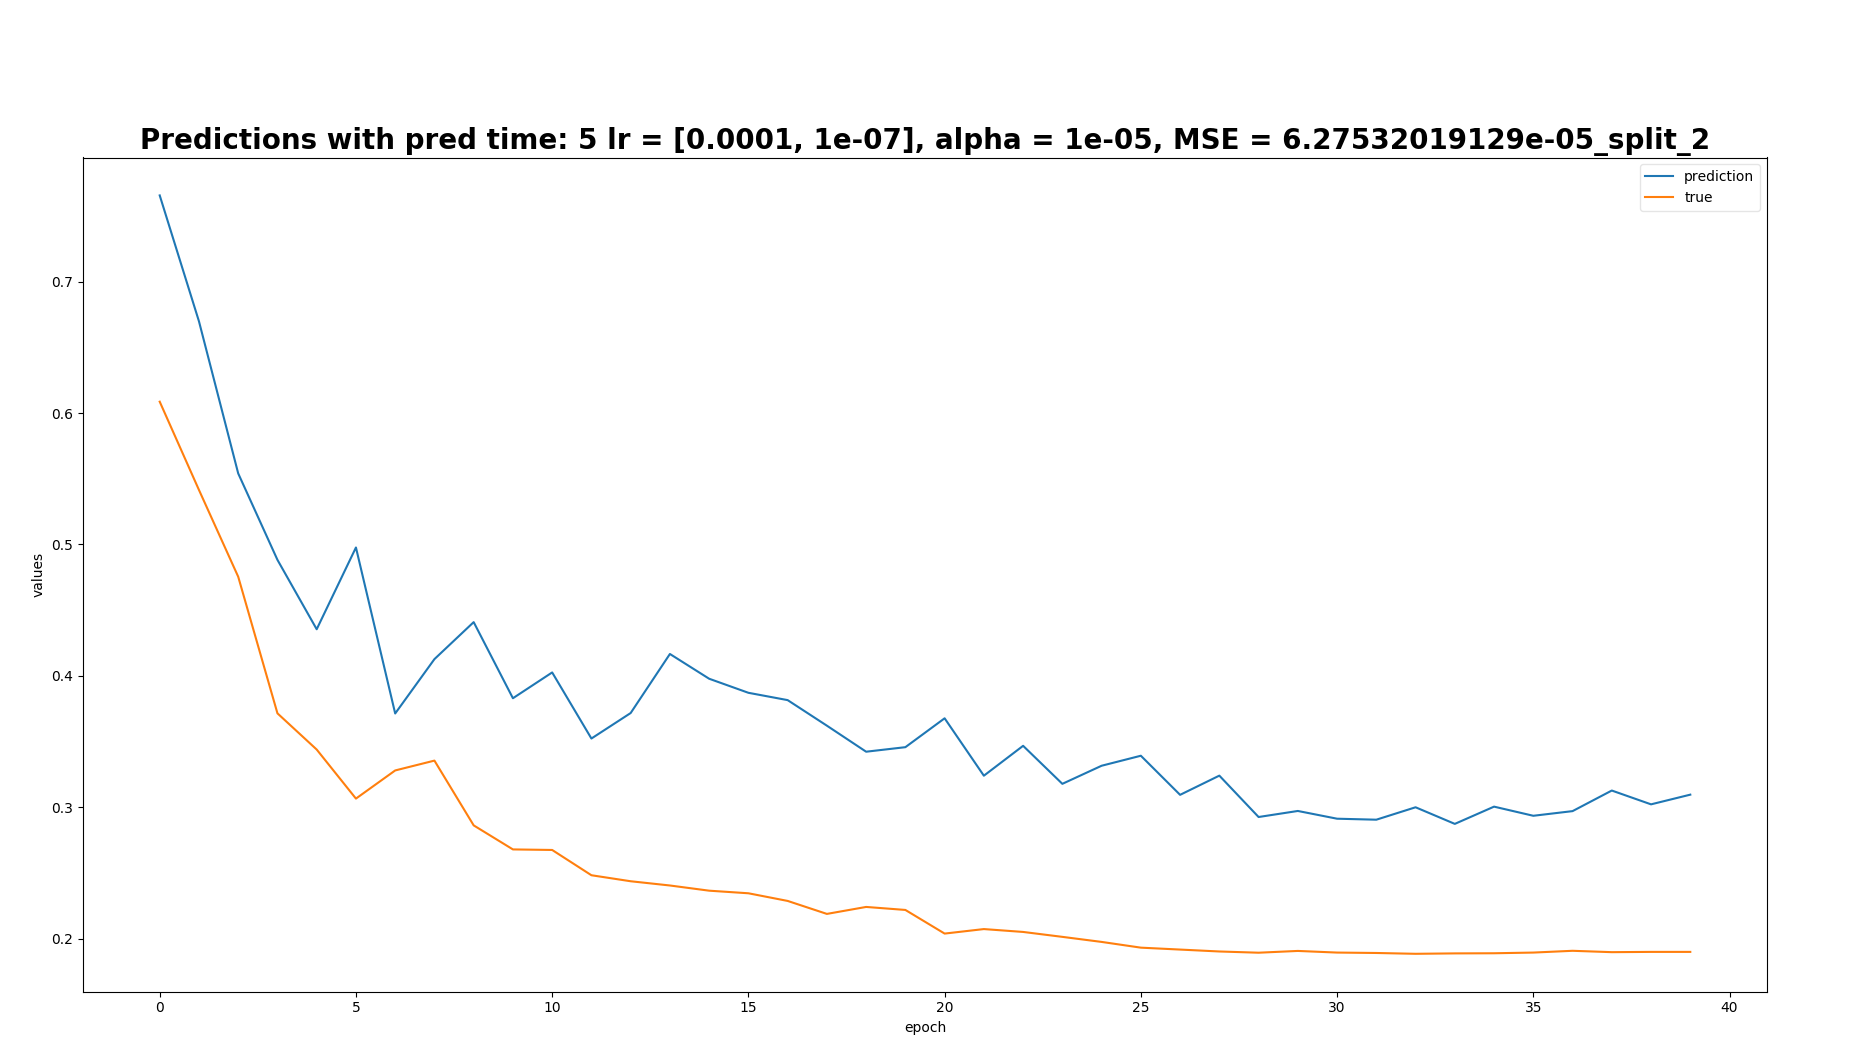 Predictions with pred time: 5 lr = [0.0001, 1e-07], alpha = 1e-05, MSE = 6.27532019129e-05_split_2
prediction
true
0.7
0.6
0.5
0.4
0.3
0.2
values
0 5 10 15 20 25 30 35 40
epoch